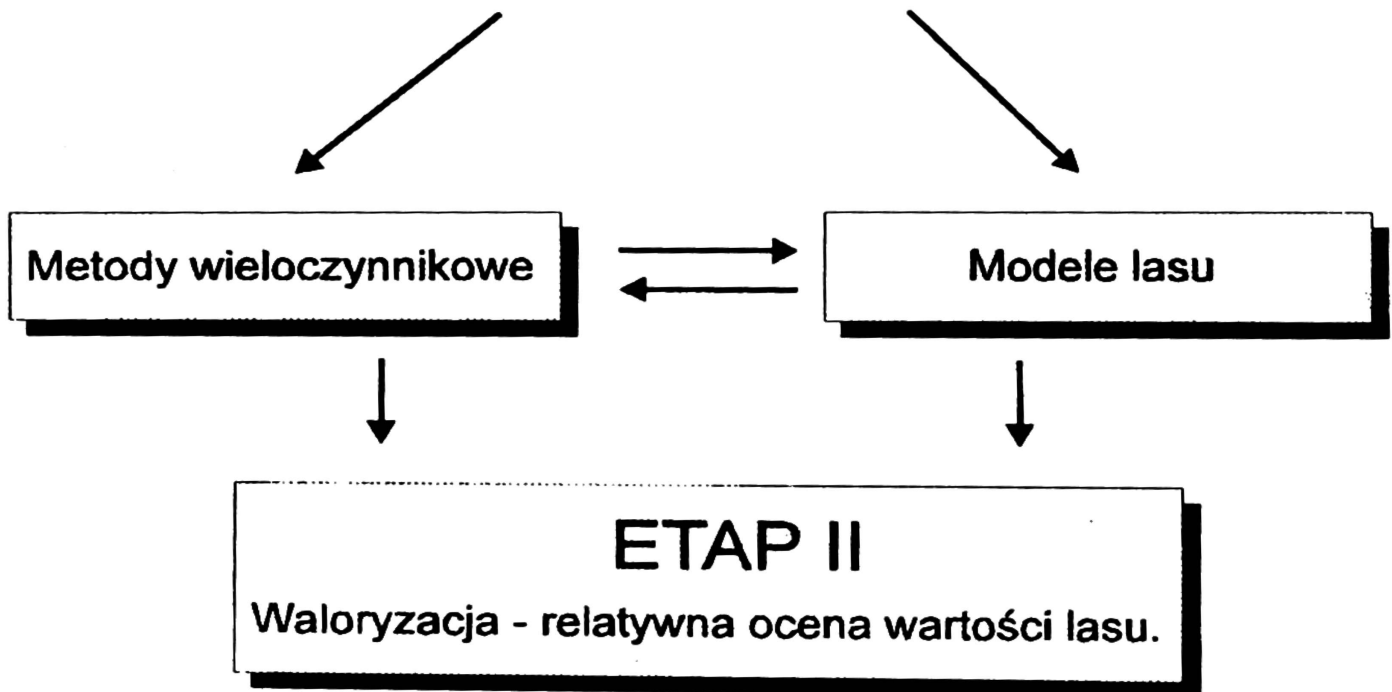 Metody wieloczynnikowe
Modele lasu
ETAP II
Waloryzacja - relatywna ocena wartości lasu.